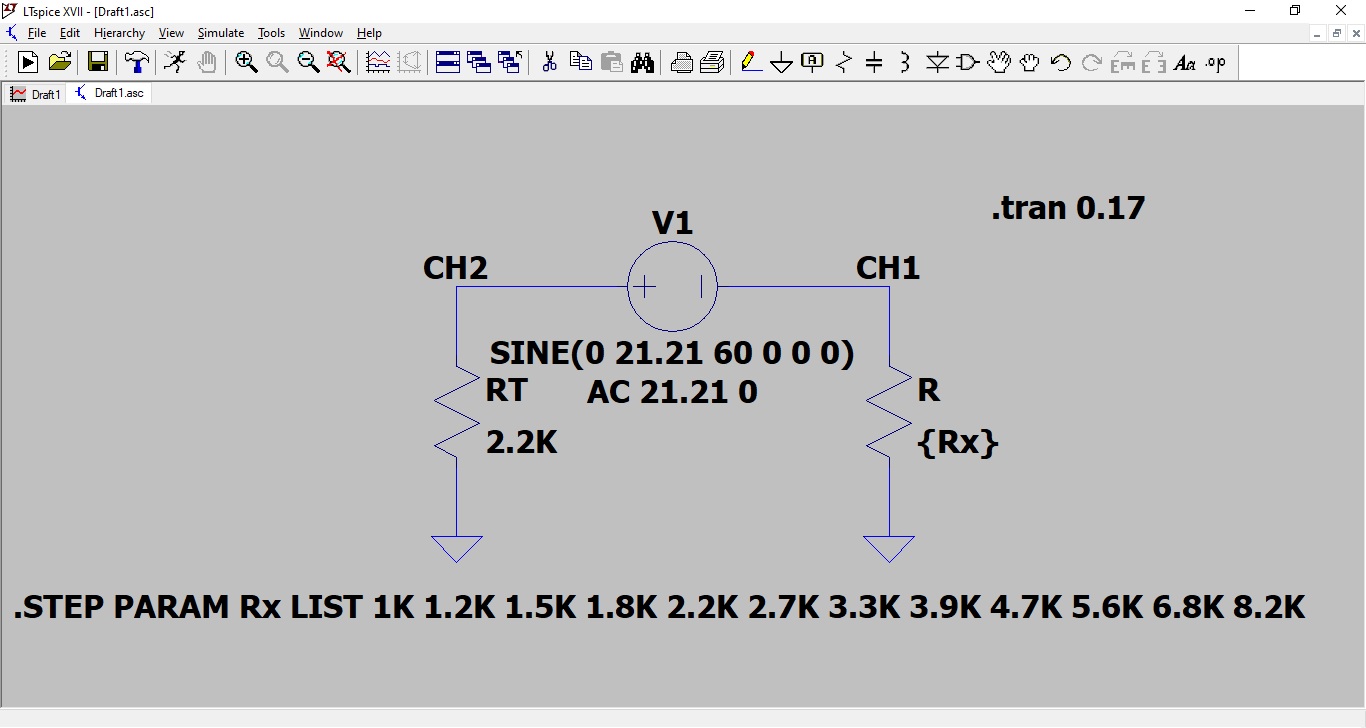 LTspice XVII - [Draft1.asc]
File Edit Hierarchy View Simulate Tools Window Help
A Aa .op
Draft1 Draft1.asc
.tran 0.17
V1
CH2 CH1
SINE(0 21.21 60 0 0 0)
AC 21.21 0
RT R
2.2K {Rx}
.STEP PARAM Rx LIST 1K 1.2K 1.5K 1.8K 2.2K 2.7K 3.3K 3.9K 4.7K 5.6K 6.8K 8.2K